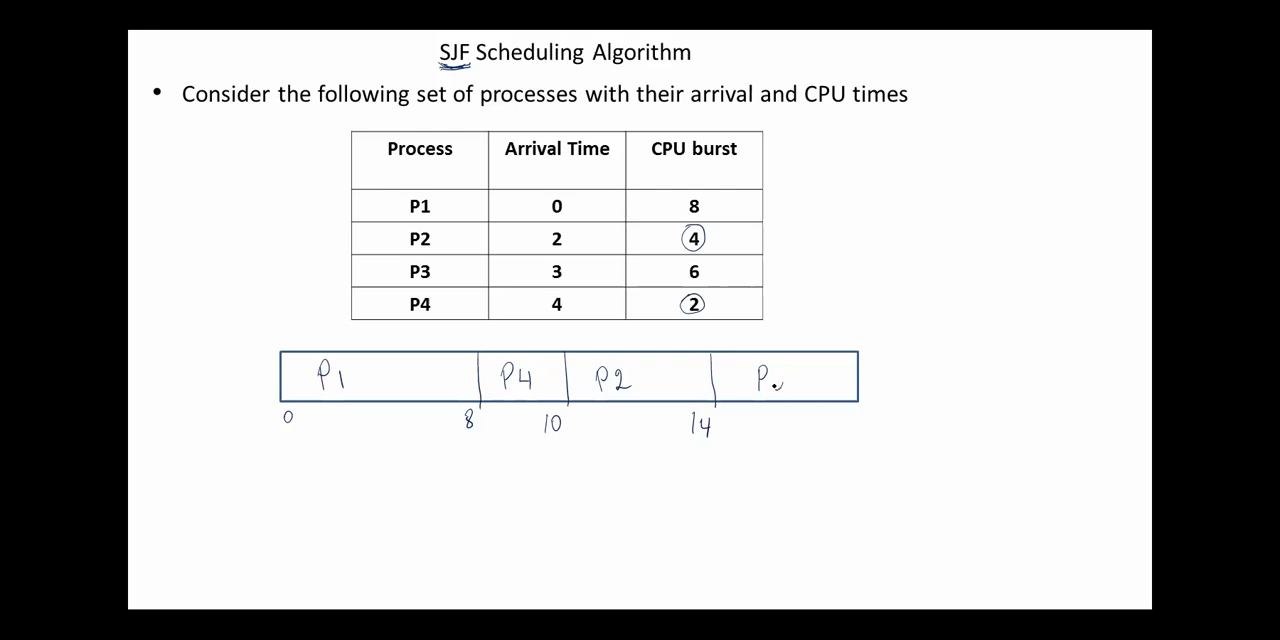 SJF Scheduling Algorithm
• Consider the following set of processes with their arrival and CPU times
Process Arrival Time CPU burst
P1 0 8
P2 2 4
P3 3 6
P4 4 2
P1 P4 P2 P
0 8 10 14